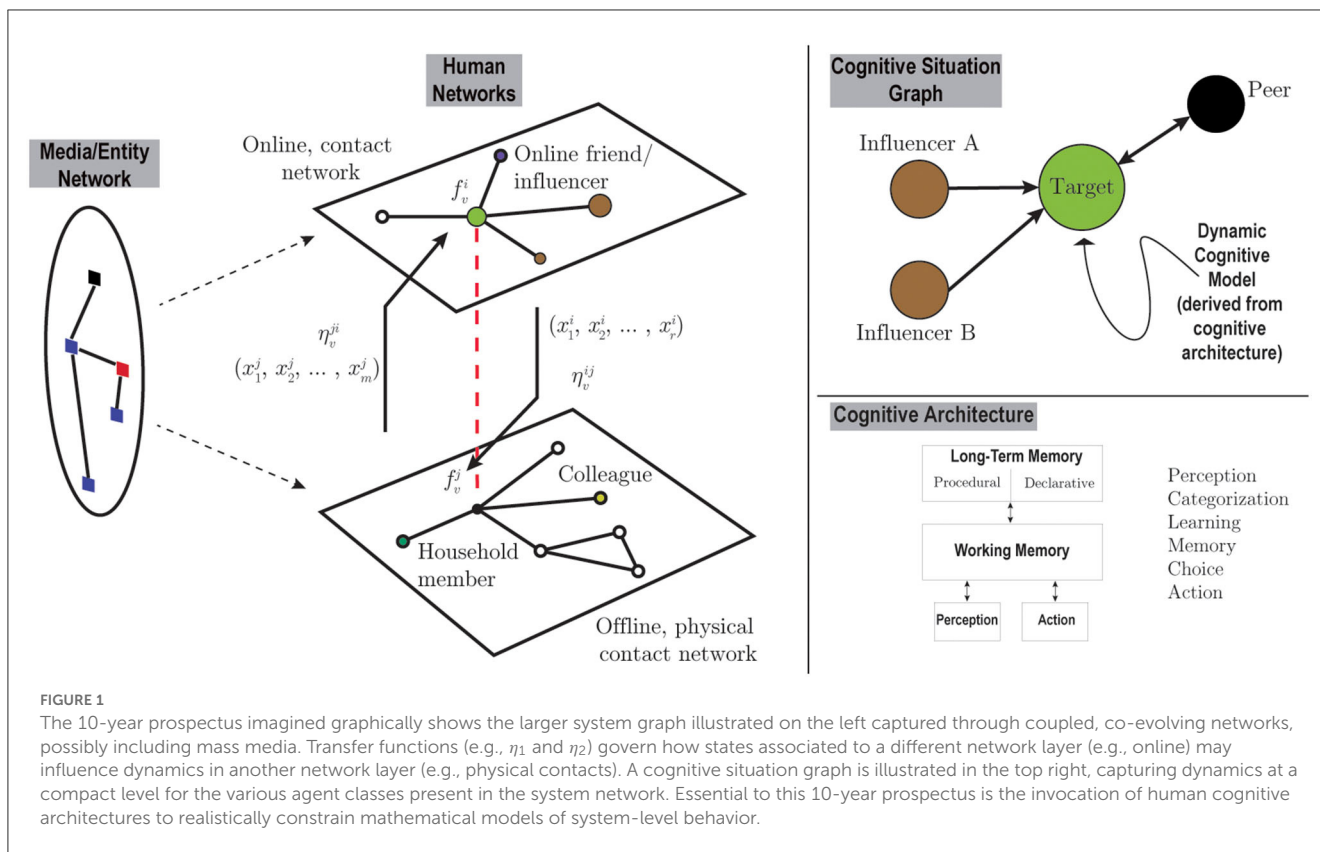 Human
Networks
Media/Entity
Network
Online, contact
network
Online friend/
influencer
f_v^i
η_v^{ji}
(x_1^j, x_2^j, ... , x_m^j)
(x_1^i, x_2^i, ... , x_r^i)
η_v^{ij}
f_v^j
Colleague
Household
member
Offline, physical
contact network
Cognitive Situation
Graph
Peer
Influencer A
Target
Influencer B
Dynamic
Cognitive
Model
(derived from
cognitive
architecture)
Cognitive Architecture
Long-Term Memory
Procedural Declarative
Working Memory
Perception Action
Perception
Categorization
Learning
Memory
Choice
Action
FIGURE 1
The 10-year prospectus imagined graphically shows the larger system graph illustrated on the left captured through coupled, co-evolving networks,
possibly including mass media. Transfer functions (e.g., η1 and η2) govern how states associated to a different network layer (e.g., online) may
influence dynamics in another network layer (e.g., physical contacts). A cognitive situation graph is illustrated in the top right, capturing dynamics at a
compact level for the various agent classes present in the system network. Essential to this 10-year prospectus is the invocation of human cognitive
architectures to realistically constrain mathematical models of system-level behavior.